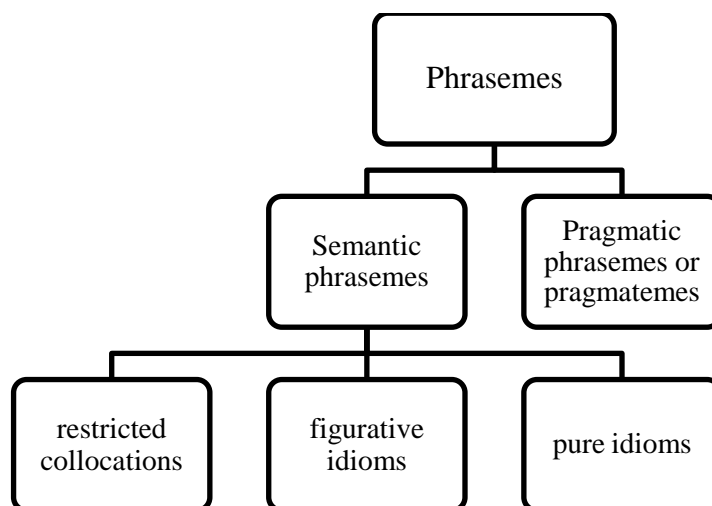 Phrasemes
Semantic
phrasemes
Pragmatic
phrasemes or
pragmatemes
restricted
collocations
figurative
idioms
pure idioms